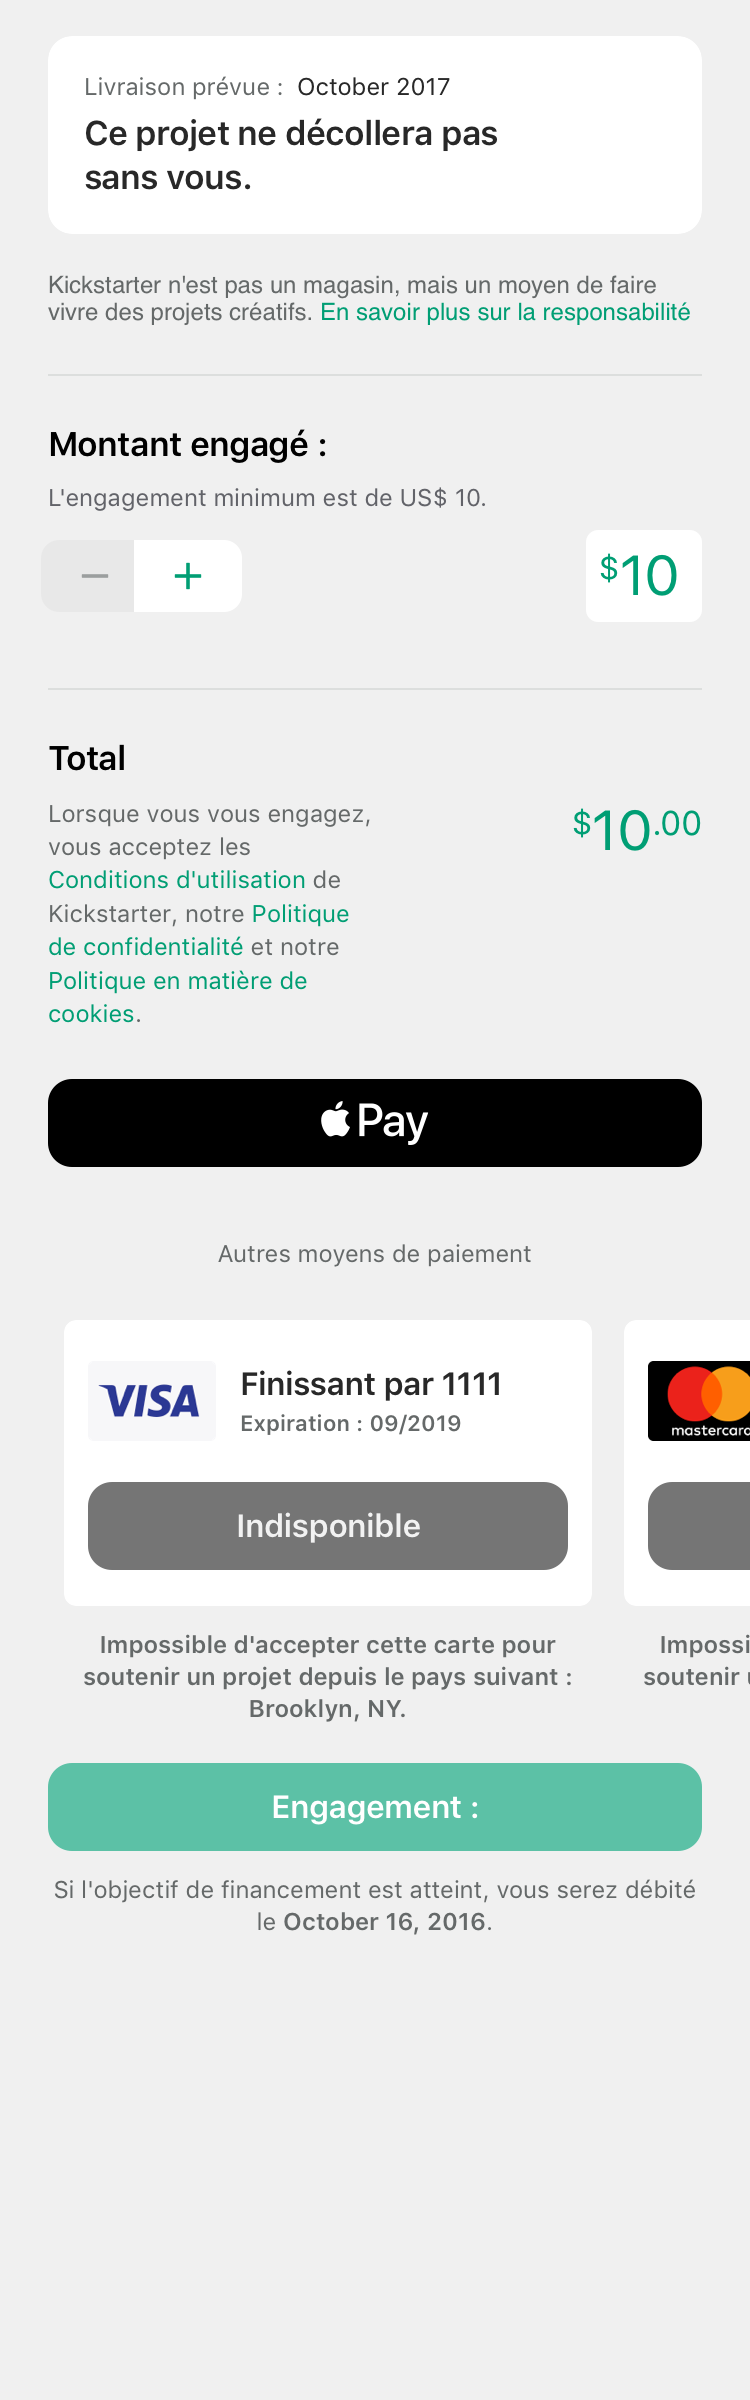 Livraison prévue : October 2017
Ce projet ne décollera pas
sans vous.
Kickstarter n'est pas un magasin, mais un moyen de faire
vivre des projets créatifs. En savoir plus sur la responsabilité
Montant engagé :
L'engagement minimum est de US$ 10.
− +
$10
Total
Lorsque vous vous engagez,
vous acceptez les
Conditions d'utilisation de
Kickstarter, notre Politique
de confidentialité et notre
Politique en matière de
cookies.
$10.00
Pay
Autres moyens de paiement
VISA
Finissant par 1111
Expiration : 09/2019
Indisponible
Impossible d'accepter cette carte pour
soutenir un projet depuis le pays suivant :
Brooklyn, NY.
mastercard
Impossi
soutenir
Engagement :
Si l'objectif de financement est atteint, vous serez débité
le October 16, 2016.